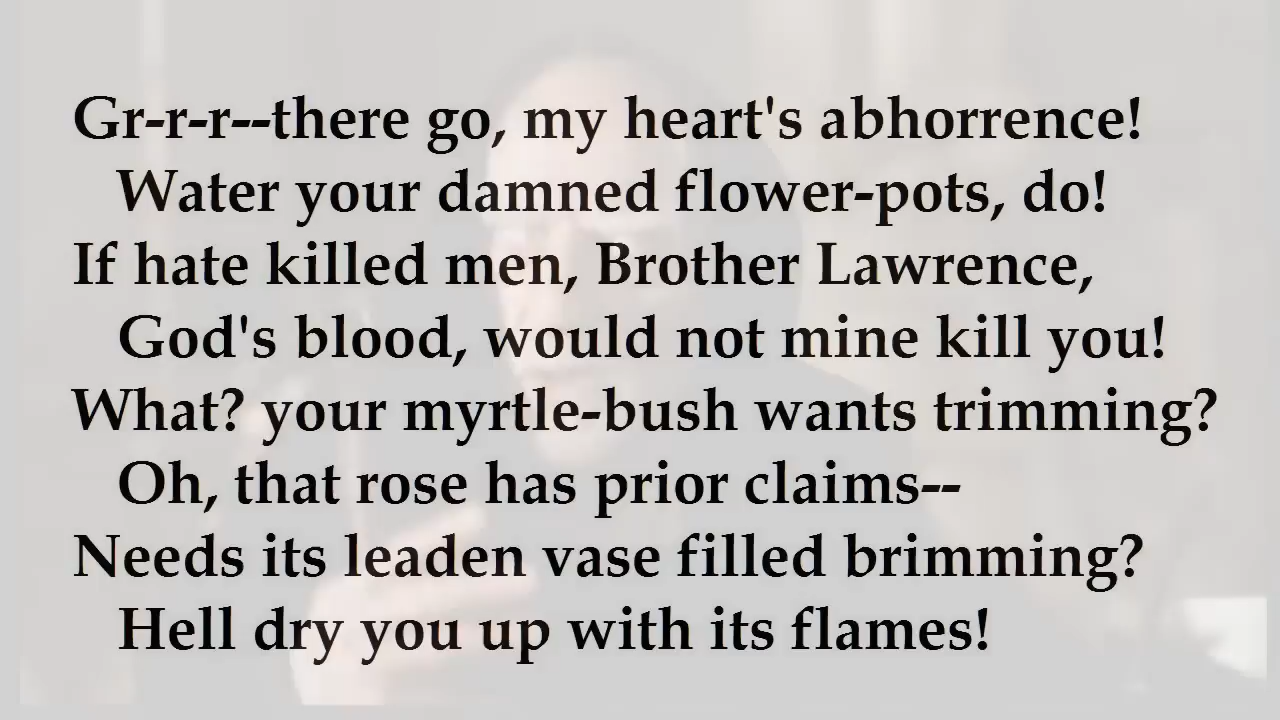 Gr-r-r--there go, my heart's abhorrence!
Water your damned flower-pots, do!
If hate killed men, Brother Lawrence,
God's blood, would not mine kill you!
What? your myrtle-bush wants trimming?
Oh, that rose has prior claims--
Needs its leaden vase filled brimming?
Hell dry you up with its flames!